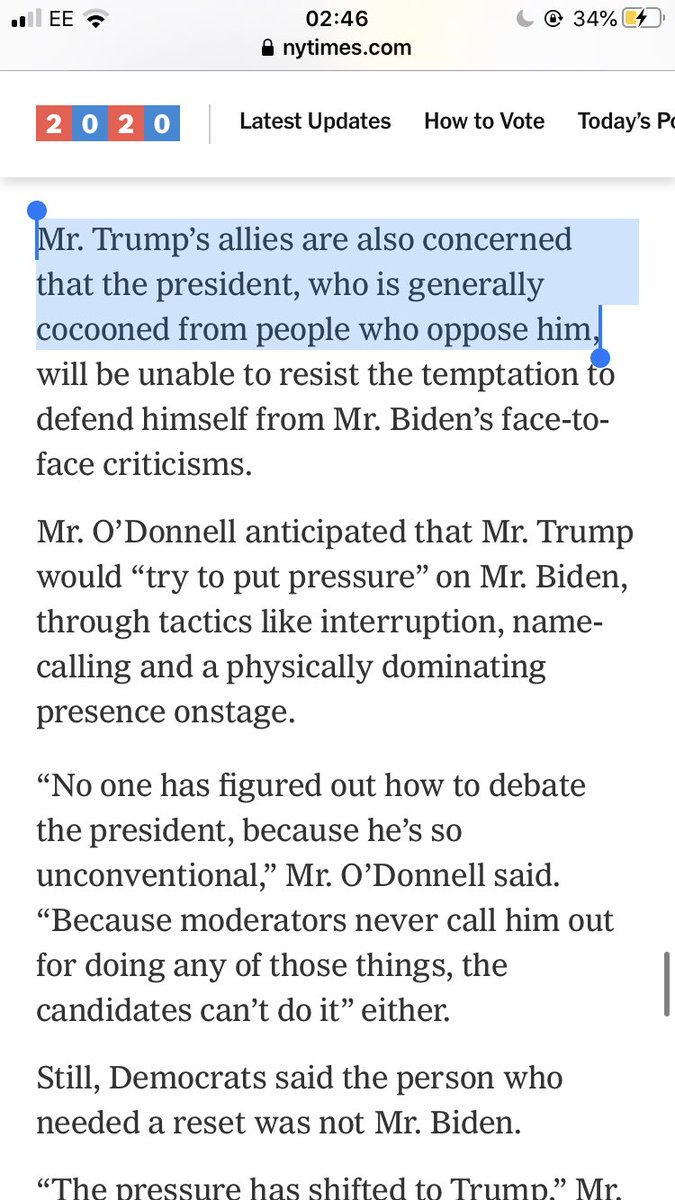 EE 02:46 34%
nytimes.com
2020 Latest Updates How to Vote Today's Po
Mr. Trump’s allies are also concerned
that the president, who is generally
cocooned from people who oppose him,
will be unable to resist the temptation to
defend himself from Mr. Biden’s face-to-
face criticisms.
Mr. O’Donnell anticipated that Mr. Trump
would “try to put pressure” on Mr. Biden,
through tactics like interruption, name-
calling and a physically dominating
presence onstage.
“No one has figured out how to debate
the president, because he’s so
unconventional,” Mr. O’Donnell said.
“Because moderators never call him out
for doing any of those things, the
candidates can’t do it” either.
Still, Democrats said the person who
needed a reset was not Mr. Biden.
“The pressure has shifted to Trump,” Mr.